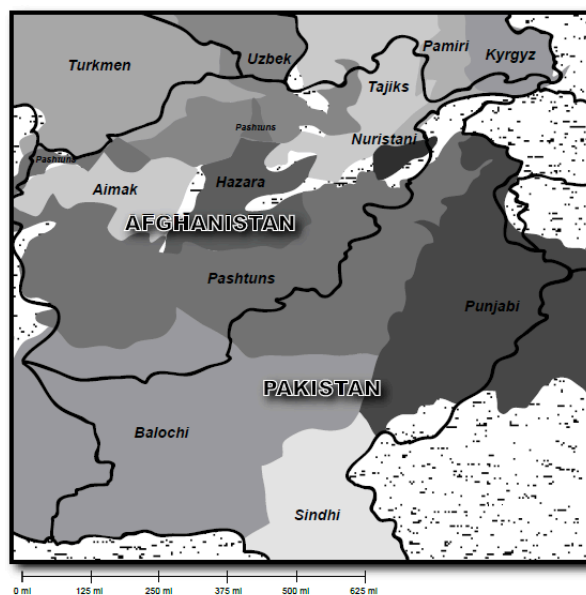 Turkmen
Uzbek
Pamiri
Kyrgyz
Tajiks
Pashtuns
Nuristani
Pashtuns
Aimak
Hazara
AFGHANISTAN
Pashtuns
Punjabi
PAKISTAN
Balochi
Sindhi
0 mi 125 mi 250 mi 375 mi 500 mi 625 mi